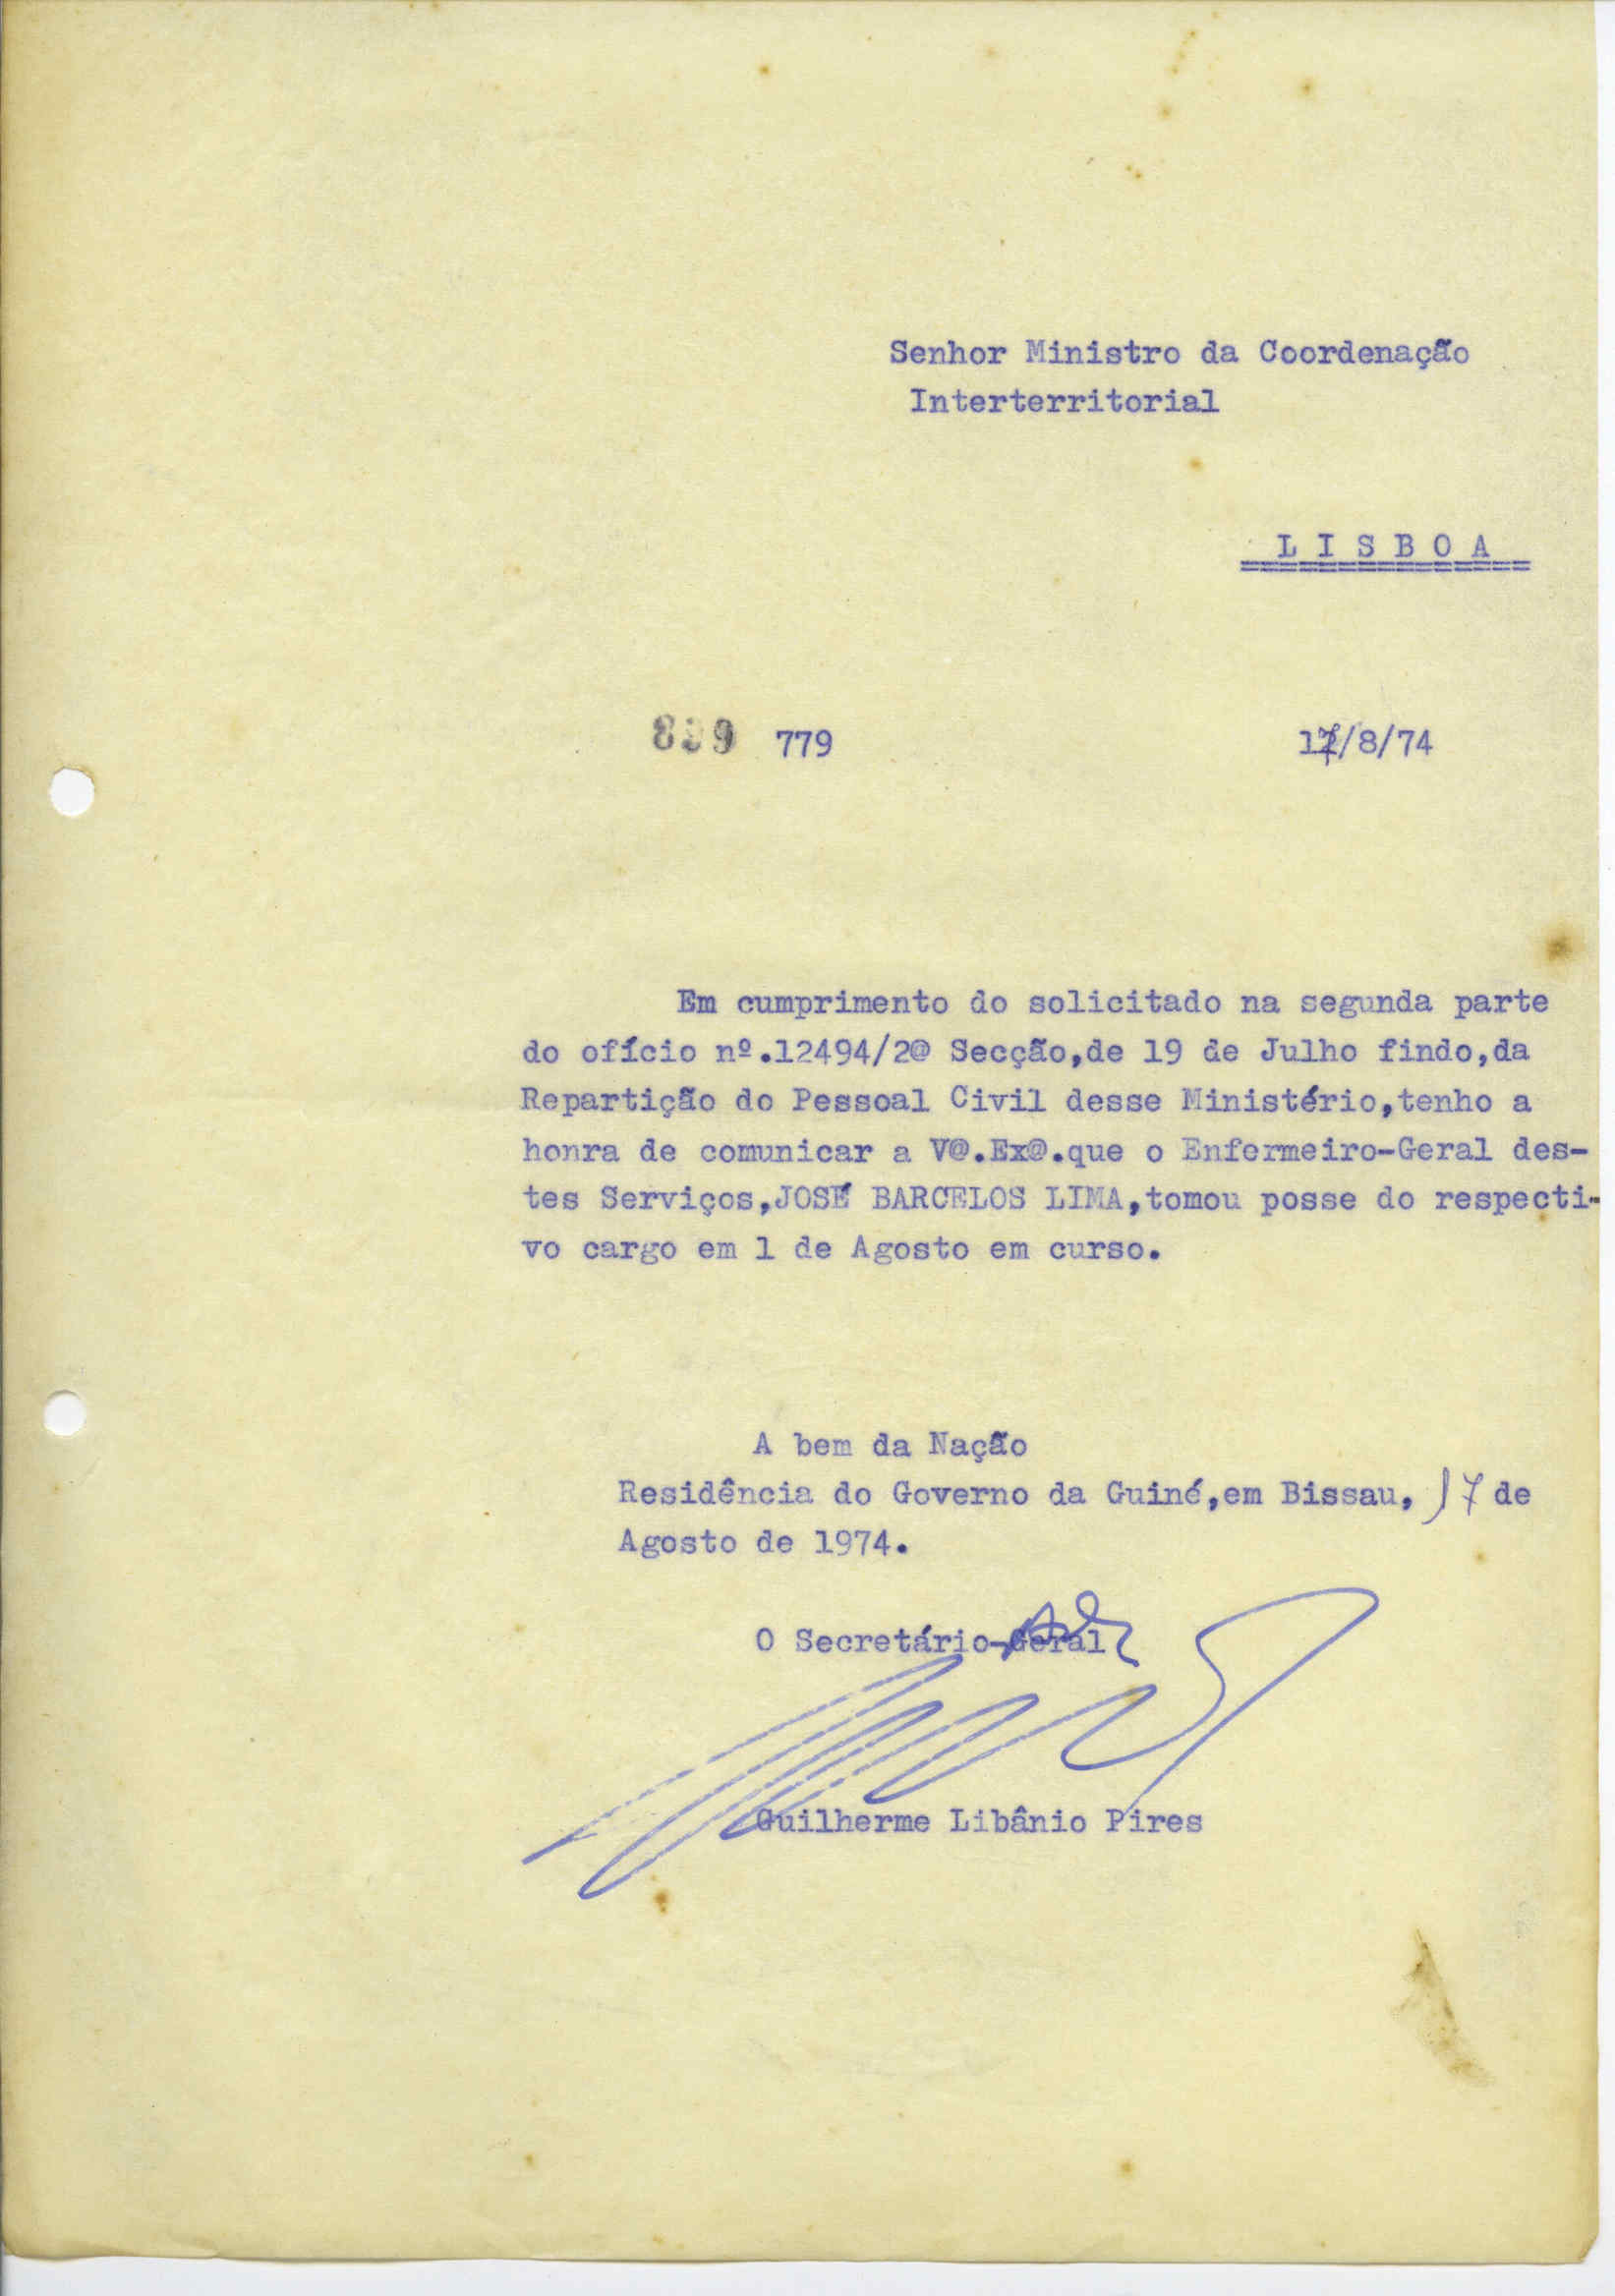 Senhor Ministro da Coordenação
Interterritorial
L I S B O A
779 17/8/74
Em cumprimento do solicitado na segunda parte
do ofício nº.12494/2@ Secção,de 19 de Julho findo,da
Repartição do Pessoal Civil desse Ministério,tenho a
honra de comunicar a V@.Ex@.que o Enfermeiro-Geral des-
tes Serviços,JOSÉ BARCELOS LIMA,tomou posse do respecti-
vo cargo em 1 de Agosto em curso.
A bem da Nação
Residência do Governo da Guiné,em Bissau, 17 de
Agosto de 1974.
O Secretário-Geral
Guilherme Libânio Pires